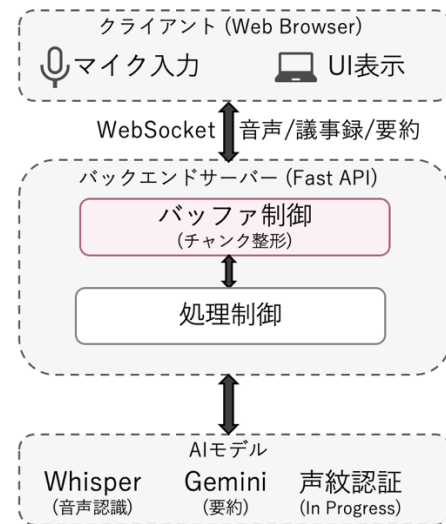 クライアント (Web Browser)
マイク入力 UI表示
WebSocket 音声/議事録/要約
バックエンドサーバー (Fast API)
バッファ制御
(チャンク整形)
処理制御
AIモデル
Whisper Gemini 声紋認証
(音声認識) (要約) (In Progress)